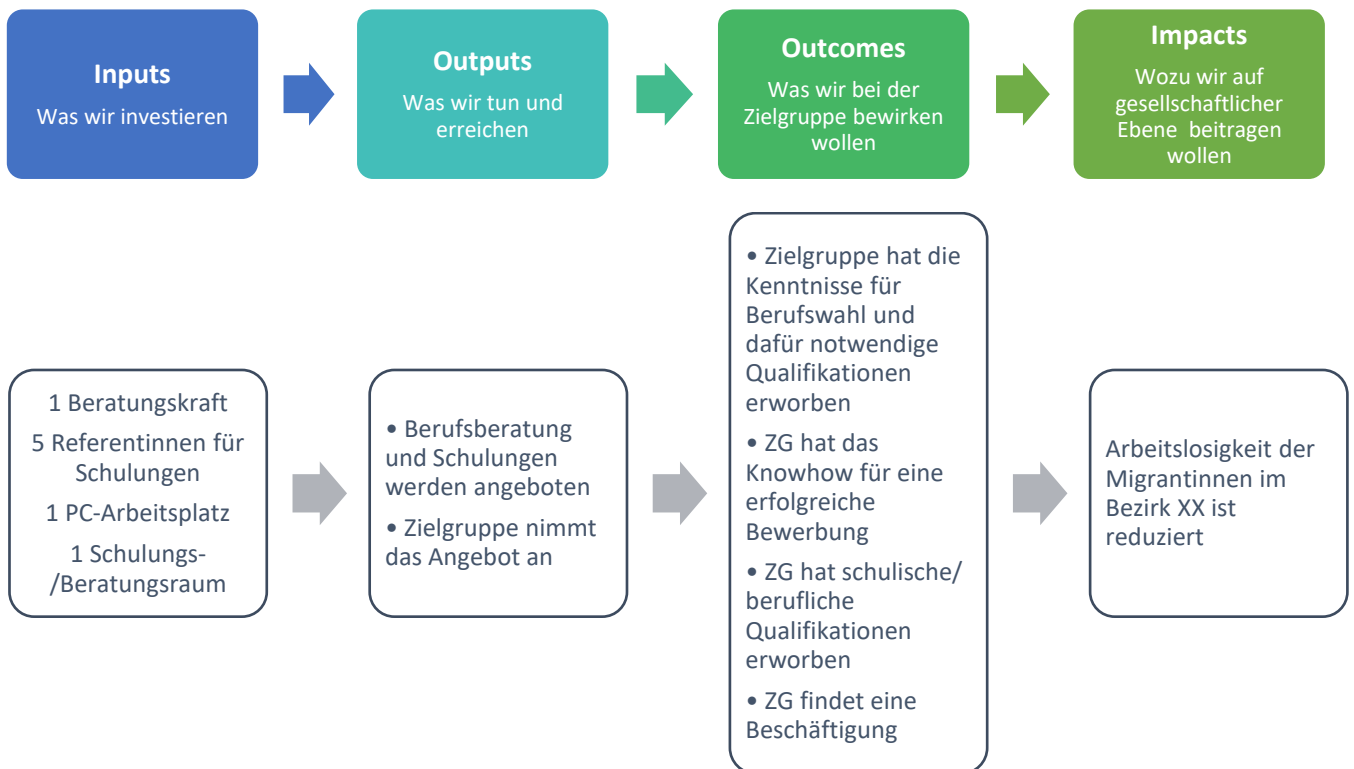 Inputs
Was wir investieren
Outputs
Was wir tun und
erreichen
Outcomes
Was wir bei der
Zielgruppe bewirken
wollen
Impacts
Wozu wir auf
gesellschaftlicher
Ebene beitragen
wollen
1 Beratungskraft
5 Referentinnen für
Schulungen
1 PC-Arbeitsplatz
1 Schulungs-
/Beratungsraum
• Berufsberatung
und Schulungen
werden angeboten
• Zielgruppe nimmt
das Angebot an
• Zielgruppe hat die
Kenntnisse für
Berufswahl und
dafür notwendige
Qualifikationen
erworben
• ZG hat das
Knowhow für eine
erfolgreiche
Bewerbung
• ZG hat schulische/
berufliche
Qualifikationen
erworben
• ZG findet eine
Beschäftigung
Arbeitslosigkeit der
Migrantinnen im
Bezirk XX ist
reduziert